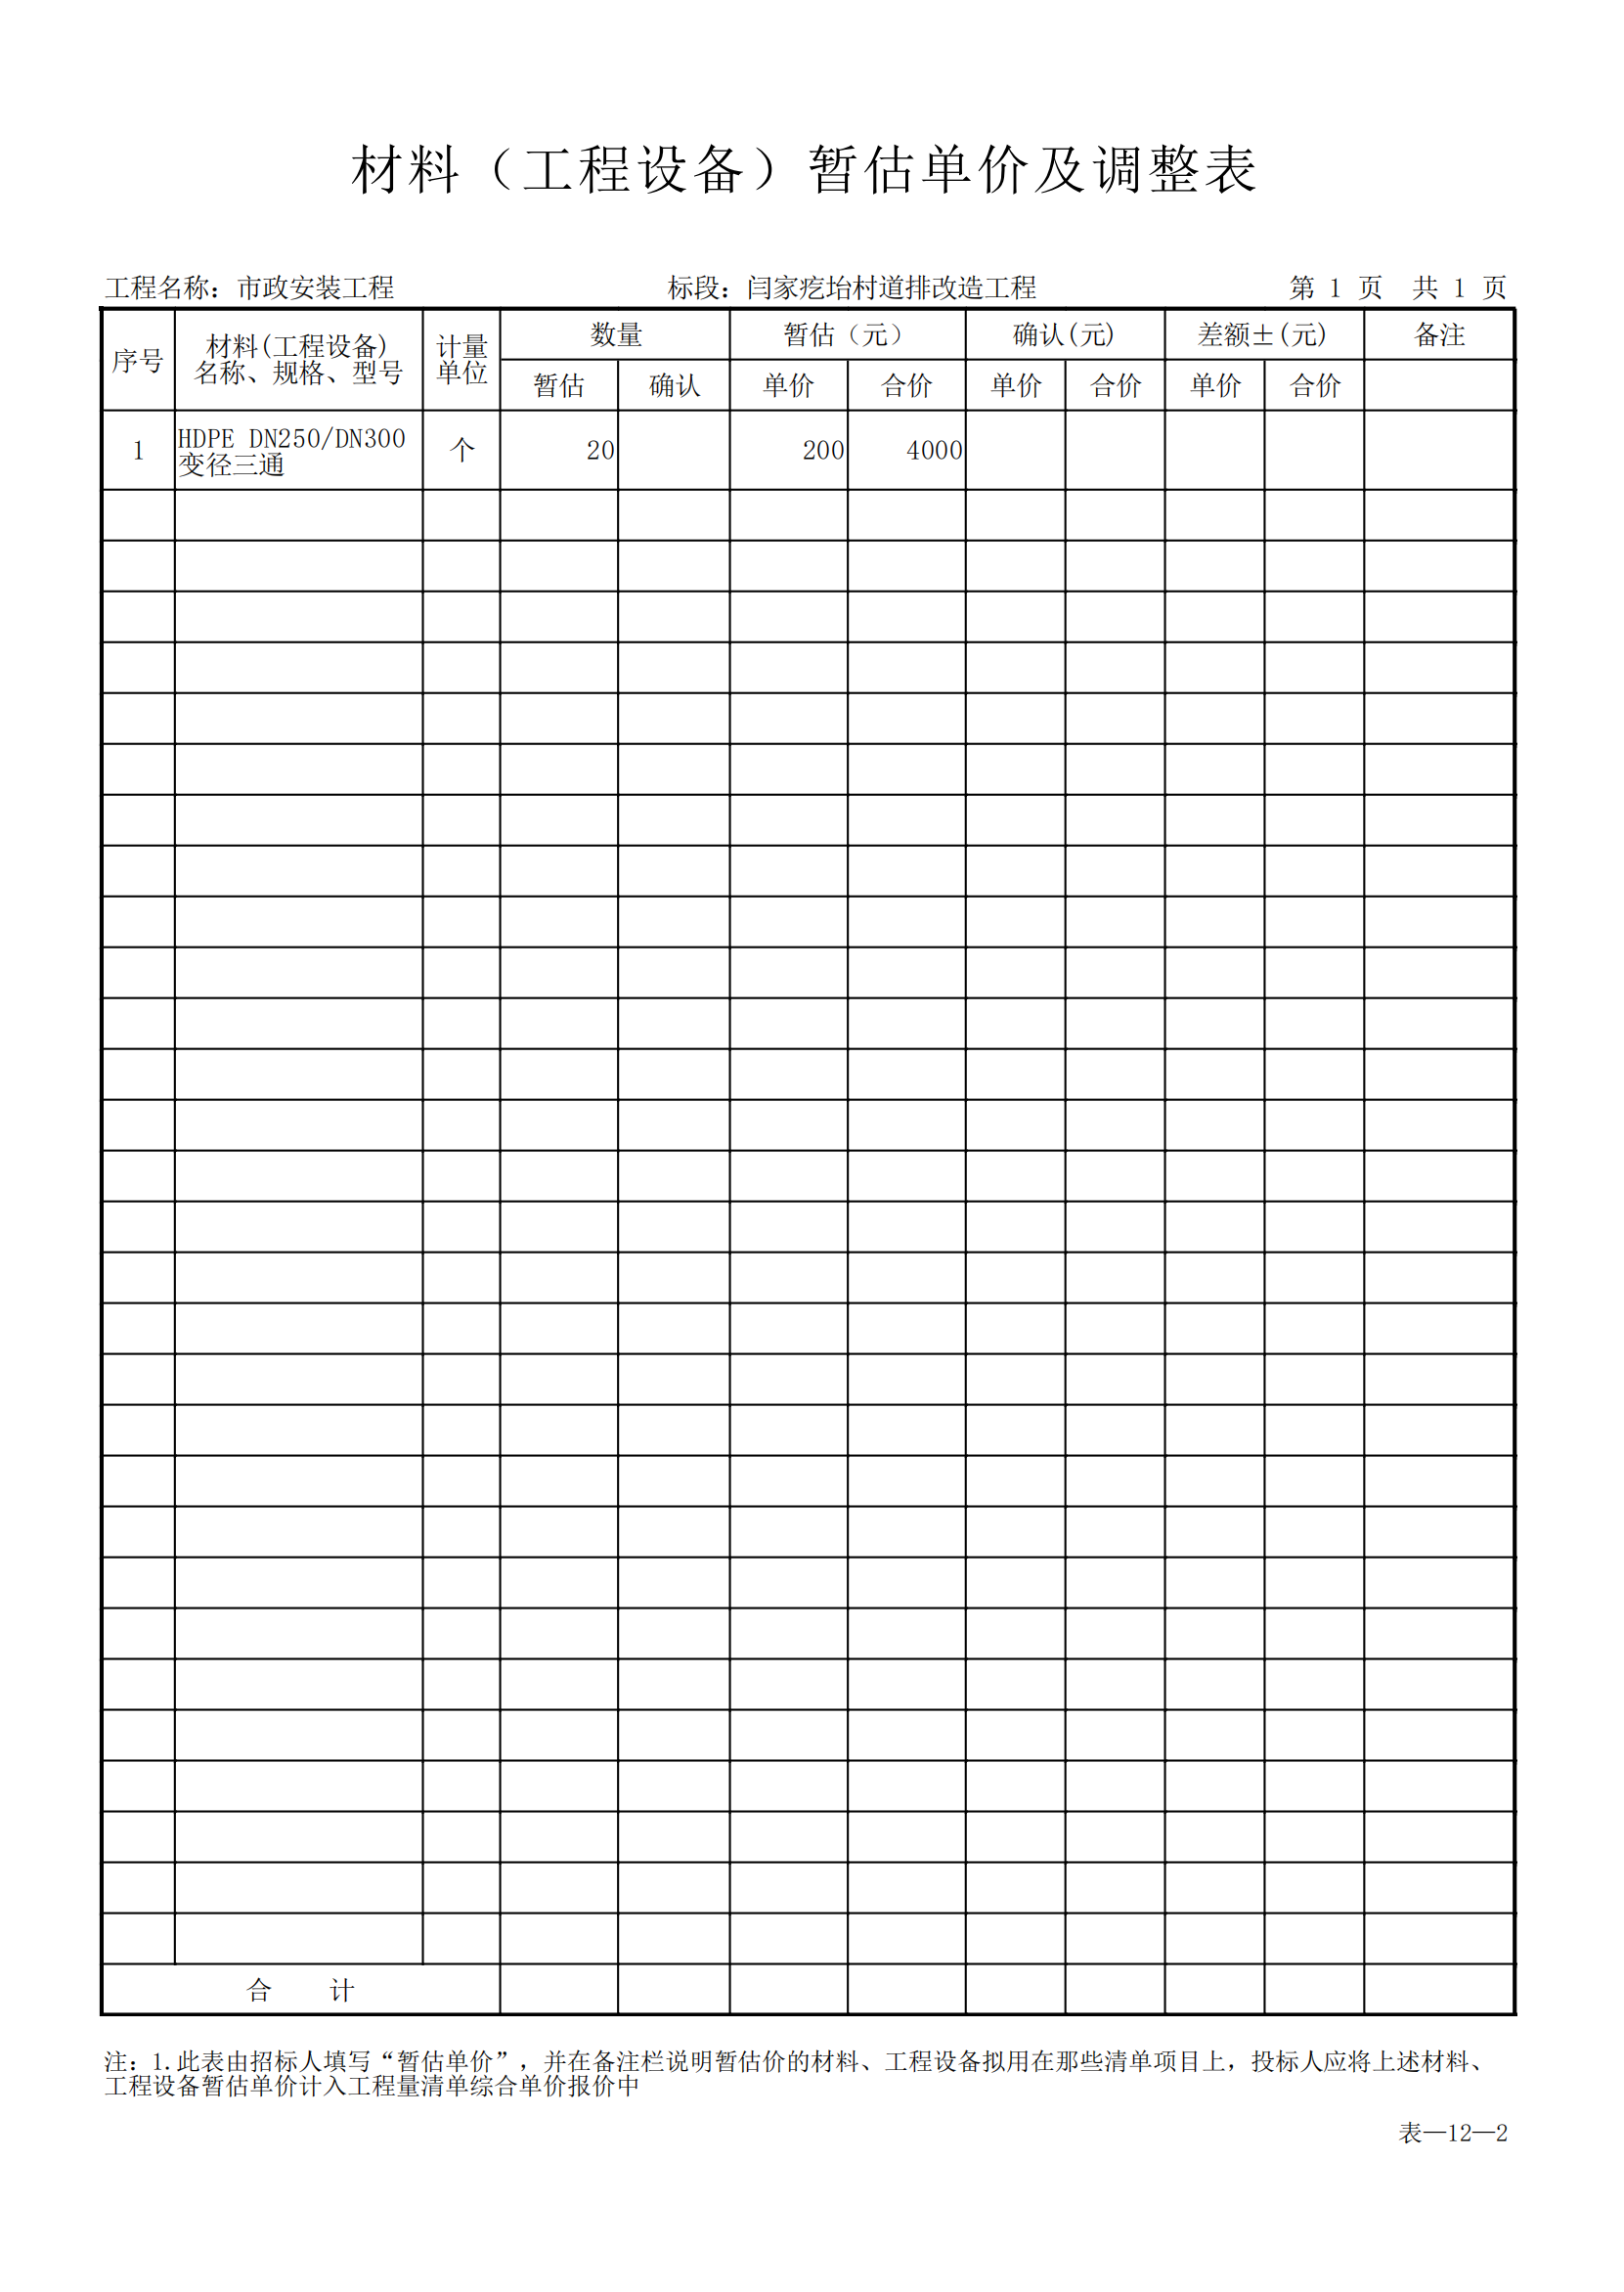 材料（工程设备）暂估单价及调整表
工程名称：市政安装工程 标段：闫家疙坮村道排改造工程 第 1 页 共 1 页
序号 材料(工程设备) 名称、规格、型号 计量 单位 数量 暂估（元） 确认(元) 差额±(元) 备注
暂估 确认 单价 合价 单价 合价 单价 合价
1 HDPE DN250/DN300 变径三通 个 20 200 4000
合 计
注：1.此表由招标人填写“暂估单价”，并在备注栏说明暂估价的材料、工程设备拟用在那些清单项目上，投标人应将上述材料、
工程设备暂估单价计入工程量清单综合单价报价中
表—12—2